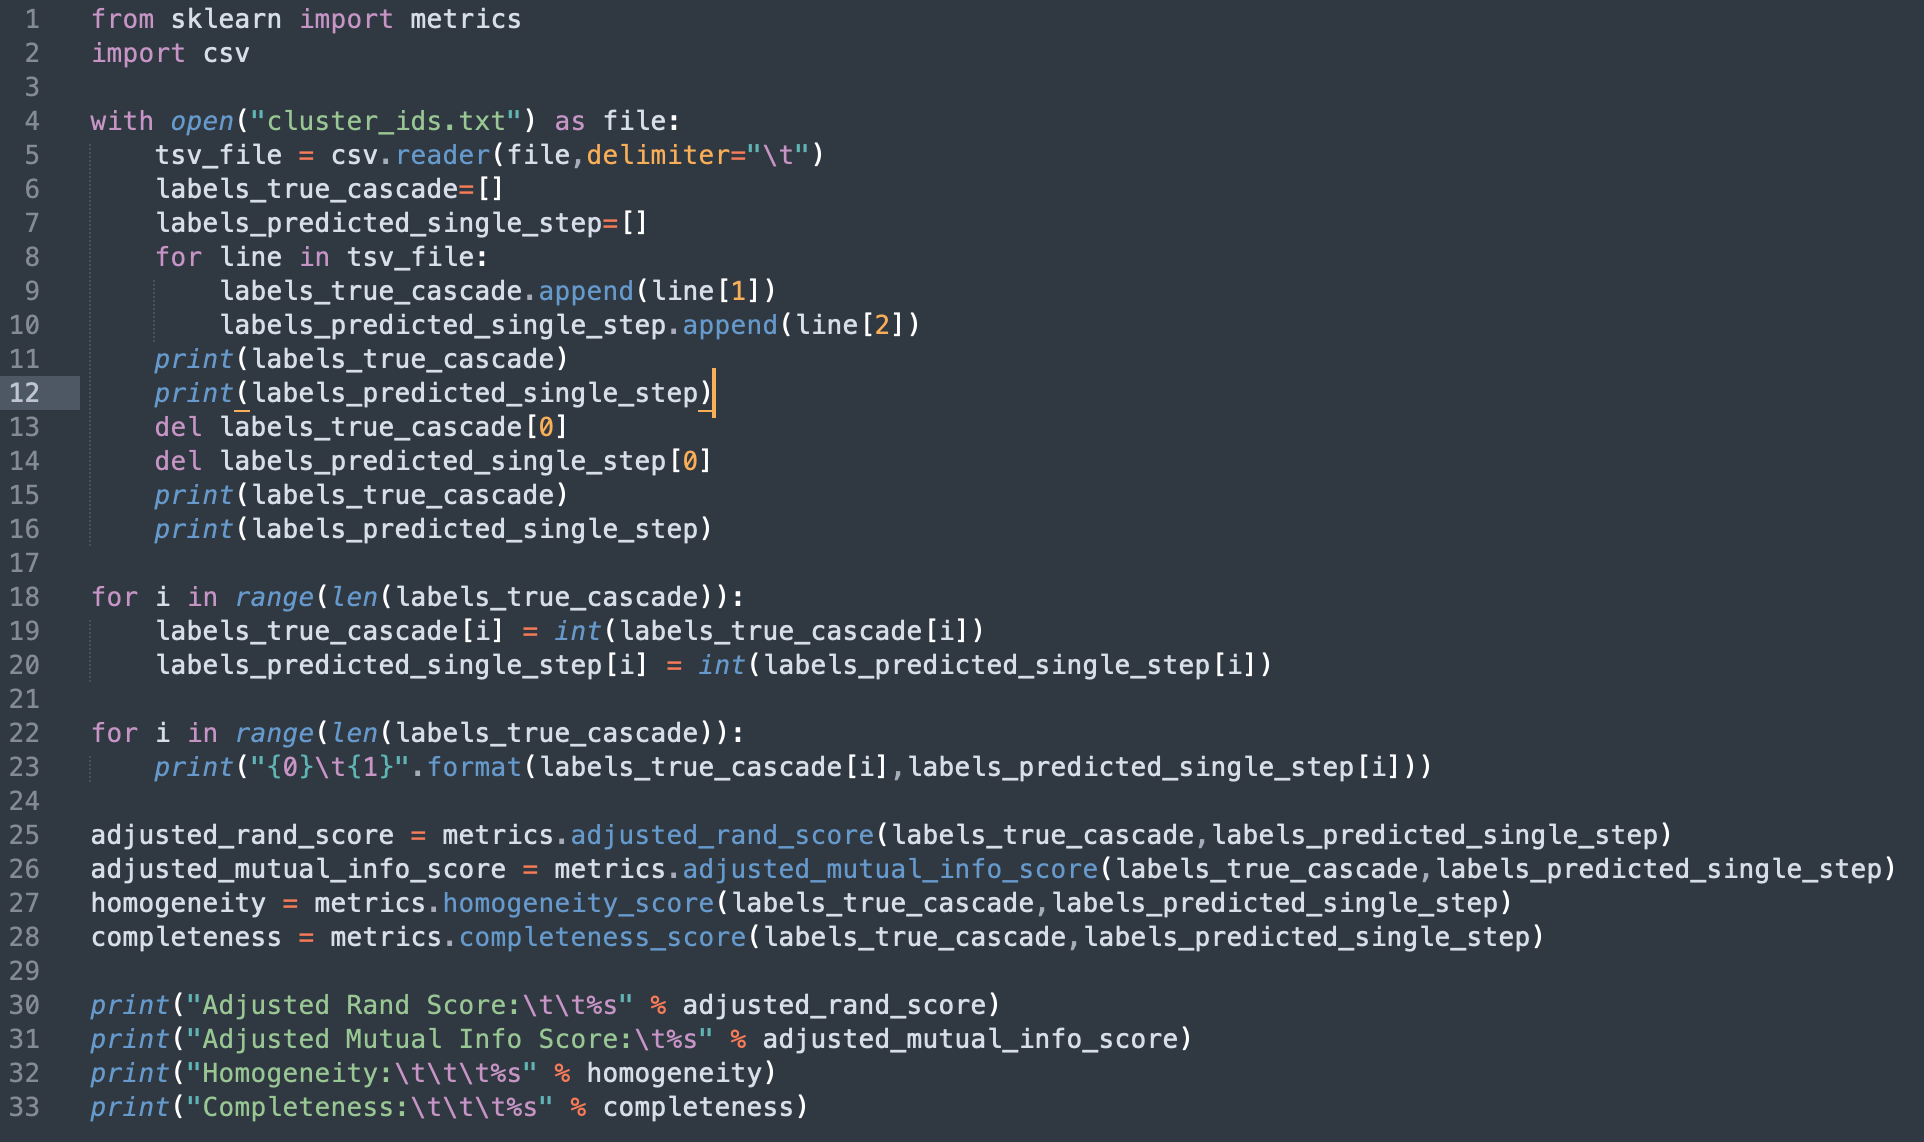 1 from sklearn import metrics
2 import csv
3
4 with open("cluster_ids.txt") as file:
5     tsv_file = csv.reader(file,delimiter="\t")
6     labels_true_cascade=[]
7     labels_predicted_single_step=[]
8     for line in tsv_file:
9         labels_true_cascade.append(line[1])
10         labels_predicted_single_step.append(line[2])
11     print(labels_true_cascade)
12     print(labels_predicted_single_step)
13     del labels_true_cascade[0]
14     del labels_predicted_single_step[0]
15     print(labels_true_cascade)
16     print(labels_predicted_single_step)
17
18 for i in range(len(labels_true_cascade)):
19     labels_true_cascade[i] = int(labels_true_cascade[i])
20     labels_predicted_single_step[i] = int(labels_predicted_single_step[i])
21
22 for i in range(len(labels_true_cascade)):
23     print("{0}\t{1}".format(labels_true_cascade[i],labels_predicted_single_step[i]))
24
25 adjusted_rand_score = metrics.adjusted_rand_score(labels_true_cascade,labels_predicted_single_step)
26 adjusted_mutual_info_score = metrics.adjusted_mutual_info_score(labels_true_cascade,labels_predicted_single_step)
27 homogeneity = metrics.homogeneity_score(labels_true_cascade,labels_predicted_single_step)
28 completeness = metrics.completeness_score(labels_true_cascade,labels_predicted_single_step)
29
30 print("Adjusted Rand Score:\t\t%s" % adjusted_rand_score)
31 print("Adjusted Mutual Info Score:\t%s" % adjusted_mutual_info_score)
32 print("Homogeneity:\t\t\t%s" % homogeneity)
33 print("Completeness:\t\t\t%s" % completeness)